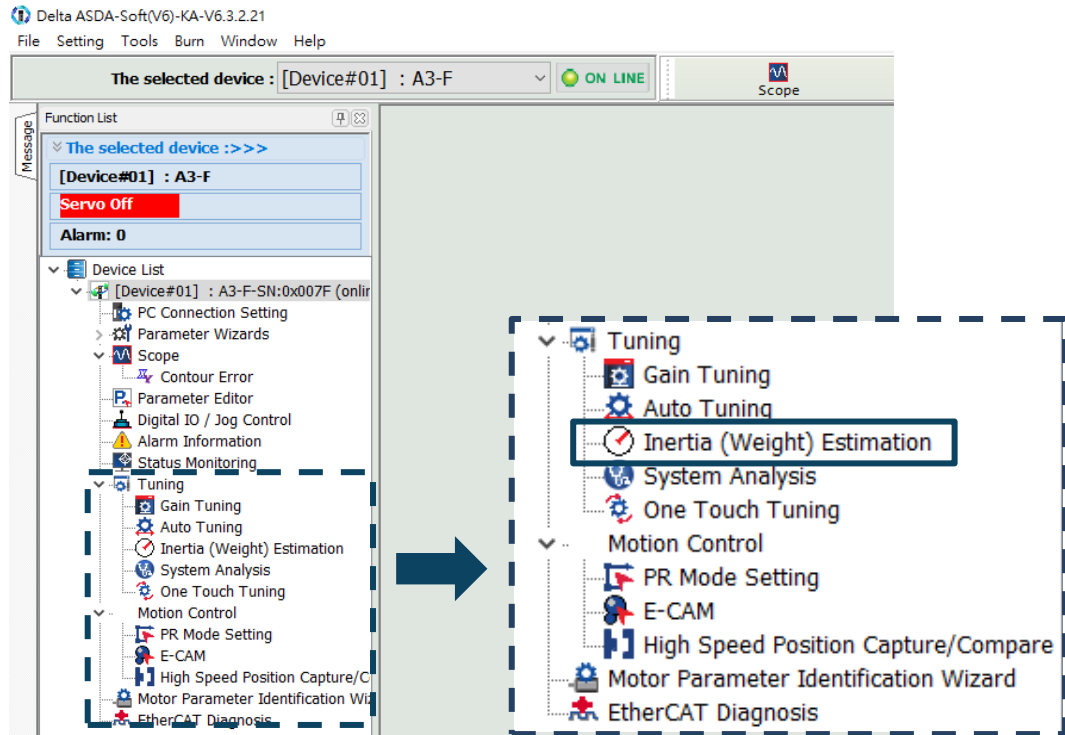 Delta ASDA-Soft(V6)-KA-V6.3.2.21
File Setting Tools Burn Window Help
The selected device : [Device#01] : A3-F ON LINE
Scope
Message
Function List
The selected device :>>>
[Device#01] : A3-F
Servo Off
Alarm: 0
Device List
[Device#01] : A3-F-SN:0x007F (onlin
PC Connection Setting
Parameter Wizards
Scope
Contour Error
Parameter Editor
Digital IO / Jog Control
Alarm Information
Status Monitoring
Tuning
Gain Tuning
Auto Tuning
Inertia (Weight) Estimation
System Analysis
One Touch Tuning
Motion Control
PR Mode Setting
E-CAM
High Speed Position Capture/C
Motor Parameter Identification Wiz
EtherCAT Diagnosis
Tuning
Gain Tuning
Auto Tuning
Inertia (Weight) Estimation
System Analysis
One Touch Tuning
Motion Control
PR Mode Setting
E-CAM
High Speed Position Capture/Compare
Motor Parameter Identification Wizard
EtherCAT Diagnosis